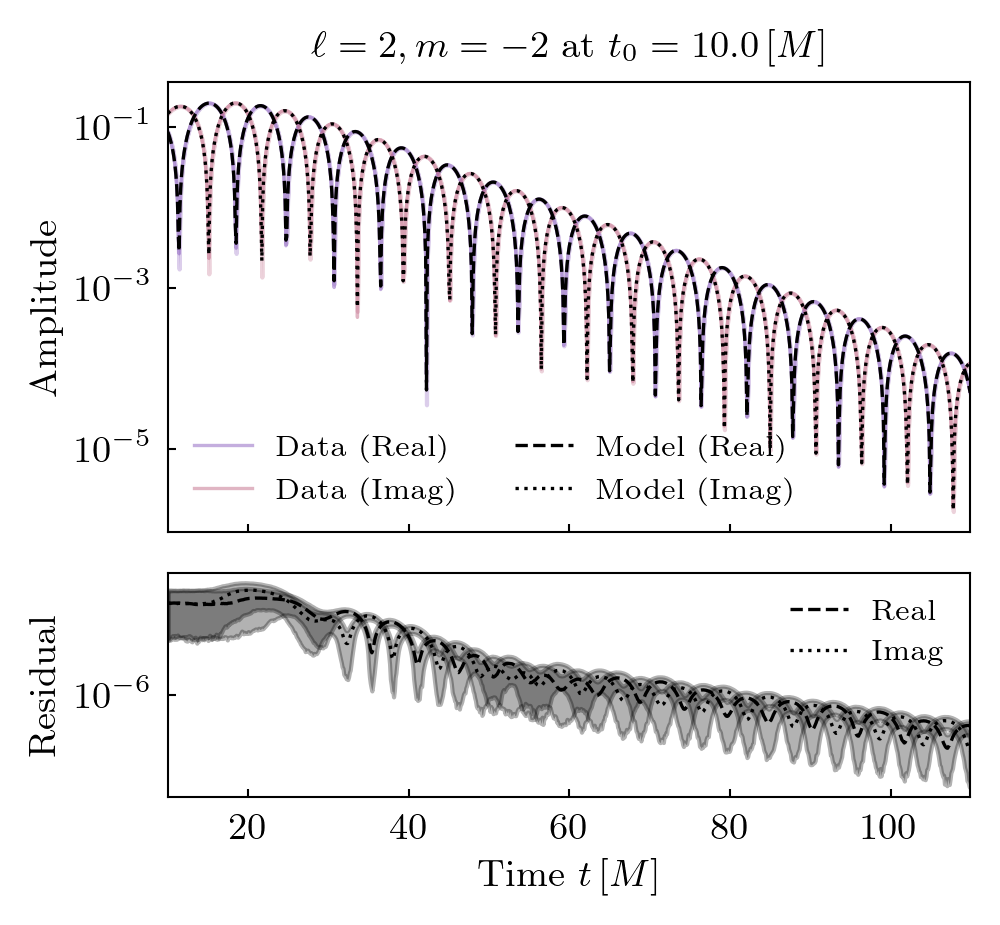 ℓ = 2, m = −2 at t₀ = 10.0 [M]
Amplitude
10⁻¹
10⁻³
10⁻⁵
Data (Real)
Data (Imag)
Model (Real)
Model (Imag)
Residual
10⁻⁶
Real
Imag
20 40 60 80 100
Time t [M]